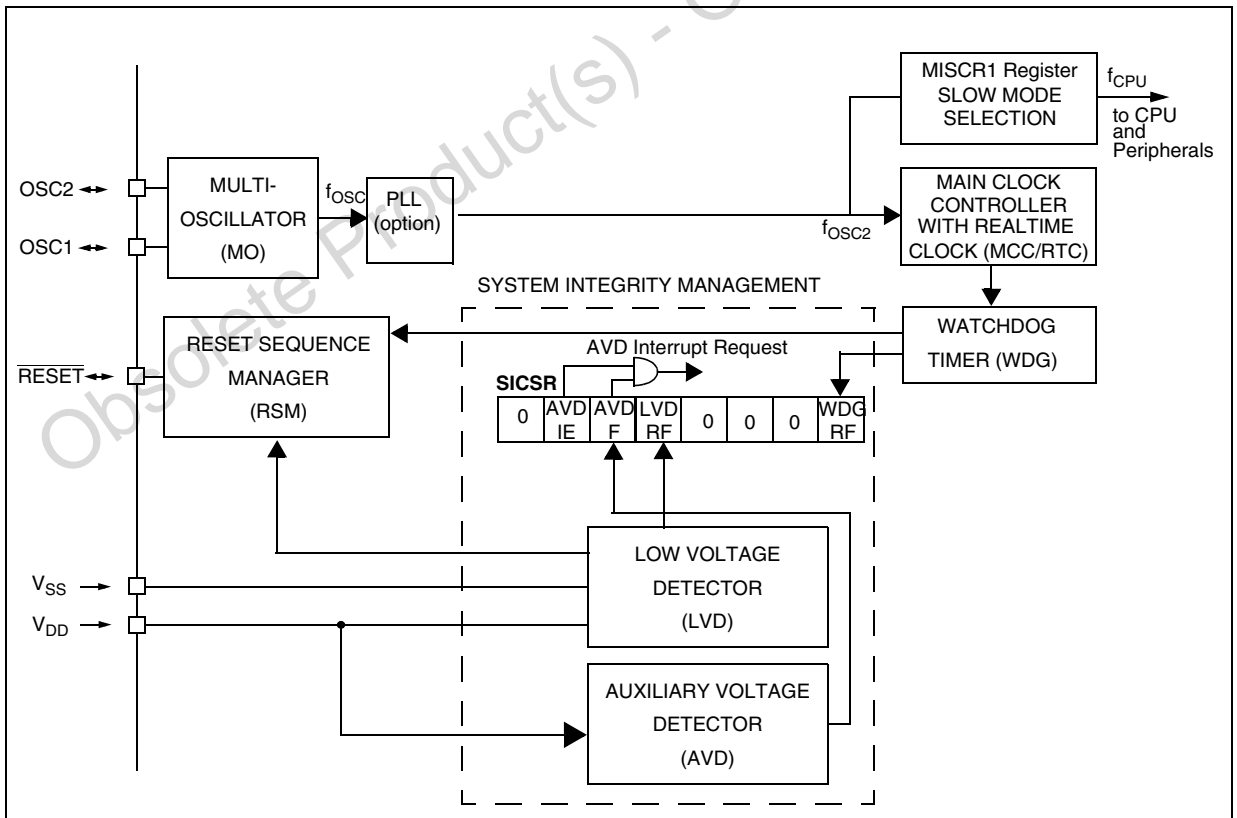 Obsolete Product(s) -
MISCR1 Register
SLOW MODE
SELECTION
fCPU
to CPU
and
Peripherals
OSC2
OSC1
MULTI-
OSCILLATOR
(MO)
fOSC
PLL
(option)
fOSC2
MAIN CLOCK
CONTROLLER
WITH REALTIME
CLOCK (MCC/RTC)
SYSTEM INTEGRITY MANAGEMENT
RESET
RESET SEQUENCE
MANAGER
(RSM)
WATCHDOG
TIMER (WDG)
AVD Interrupt Request
SICSR
0
AVD
IE
AVD
F
LVD
RF
0
0
0
WDG
RF
VSS
VDD
LOW VOLTAGE
DETECTOR
(LVD)
AUXILIARY VOLTAGE
DETECTOR
(AVD)